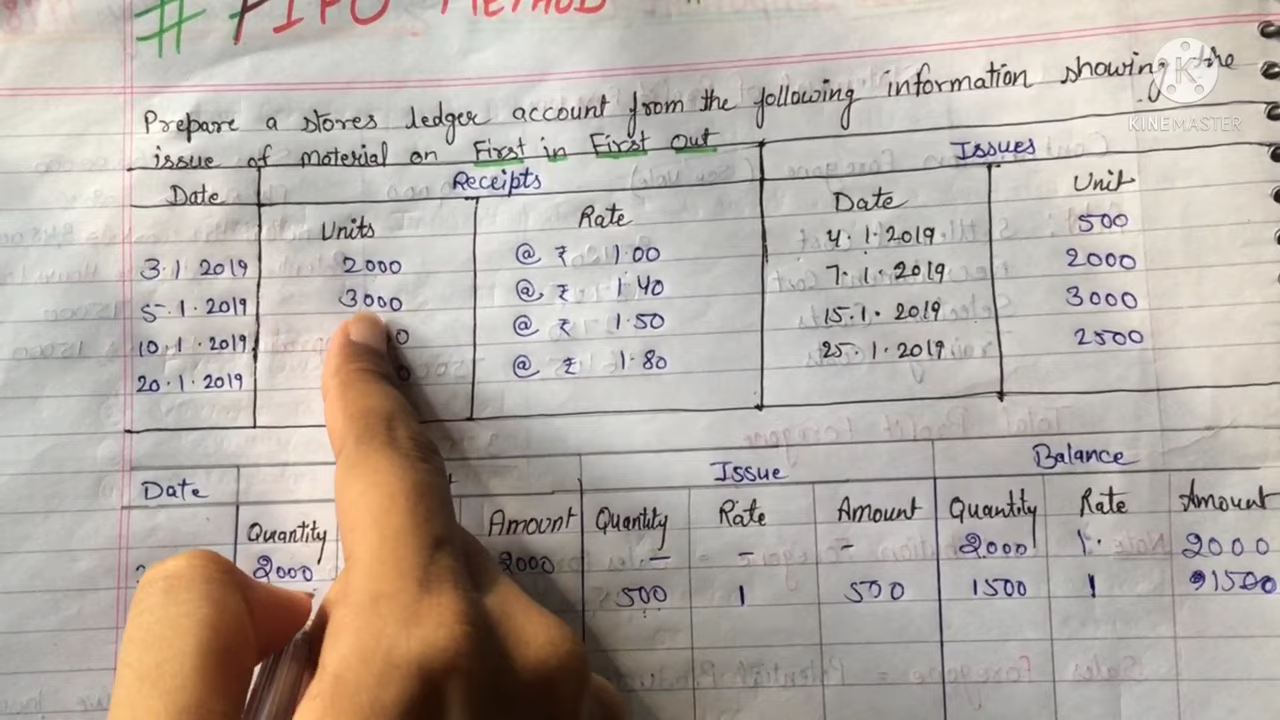 # FIFO METHOD
KINEMASTER
Prepare a stores ledger account from the following information showing the
issue of material on First in First Out
Date Receipts Issues
Units Rate Date Unit
3.1.2019 2000 @ ₹ 1.00 4.1.2019 500
5.1.2019 3000 @ ₹ 1.40 7.1.2019 2000
10.1.2019 @ ₹ 1.50 15.1.2019 3000
20.1.2019 @ ₹ 1.80 25.1.2019 2500
Date Issue Balance
Quantity Amount Quantity Rate Amount Quantity Rate Amount
2000 2000 - - - 2000 1. 2000
500 1 500 1500 1 1500